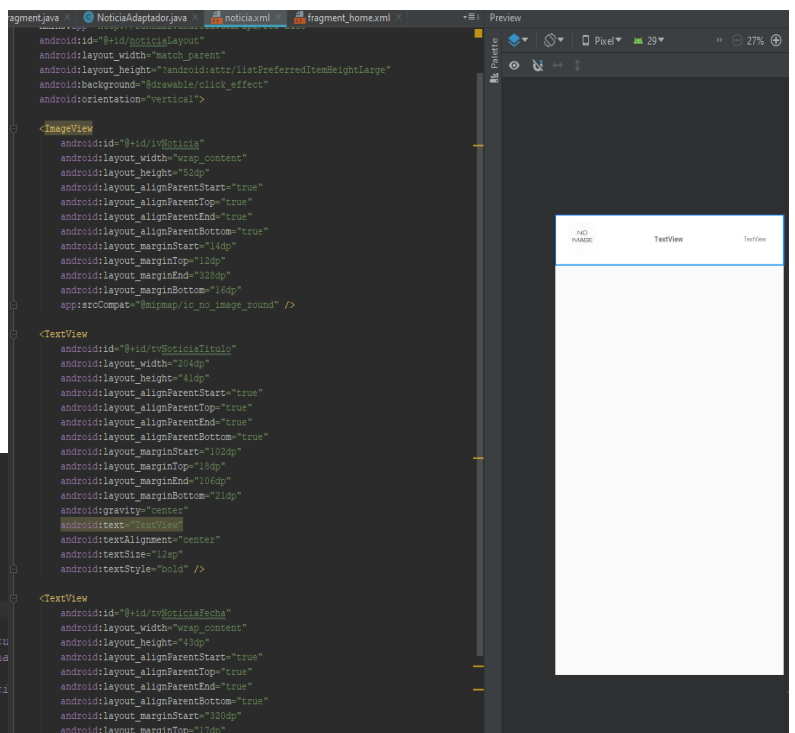 ragment.java
NoticiaAdaptador.java
noticia.xml
fragment_home.xml
Preview
android:id="@+id/noticiaLayout"
android:layout_width="match_parent"
android:layout_height="?android:attr/listPreferredItemHeightLarge"
android:background="@drawable/click_effect"
android:orientation="vertical">
<ImageView
android:id="@+id/ivNoticia"
android:layout_width="wrap_content"
android:layout_height="52dp"
android:layout_alignParentStart="true"
android:layout_alignParentTop="true"
android:layout_alignParentEnd="true"
android:layout_alignParentBottom="true"
android:layout_marginStart="14dp"
android:layout_marginTop="12dp"
android:layout_marginEnd="328dp"
android:layout_marginBottom="16dp"
app:srcCompat="@mipmap/ic_no_image_round" />
<TextView
android:id="@+id/tvNoticiaTitulo"
android:layout_width="204dp"
android:layout_height="41dp"
android:layout_alignParentStart="true"
android:layout_alignParentTop="true"
android:layout_alignParentEnd="true"
android:layout_alignParentBottom="true"
android:layout_marginStart="102dp"
android:layout_marginTop="18dp"
android:layout_marginEnd="106dp"
android:layout_marginBottom="21dp"
android:gravity="center"
android:text="TextView"
android:textAlignment="center"
android:textSize="12sp"
android:textStyle="bold" />
<TextView
android:id="@+id/tvNoticiaFecha"
android:layout_width="wrap_content"
android:layout_height="43dp"
android:layout_alignParentStart="true"
android:layout_alignParentTop="true"
android:layout_alignParentEnd="true"
android:layout_alignParentBottom="true"
android:layout_marginStart="320dp"
android:layout_marginTop="17dp"
Palette
Pixel
29
27%
NO
IMAGE
TextView
TextView